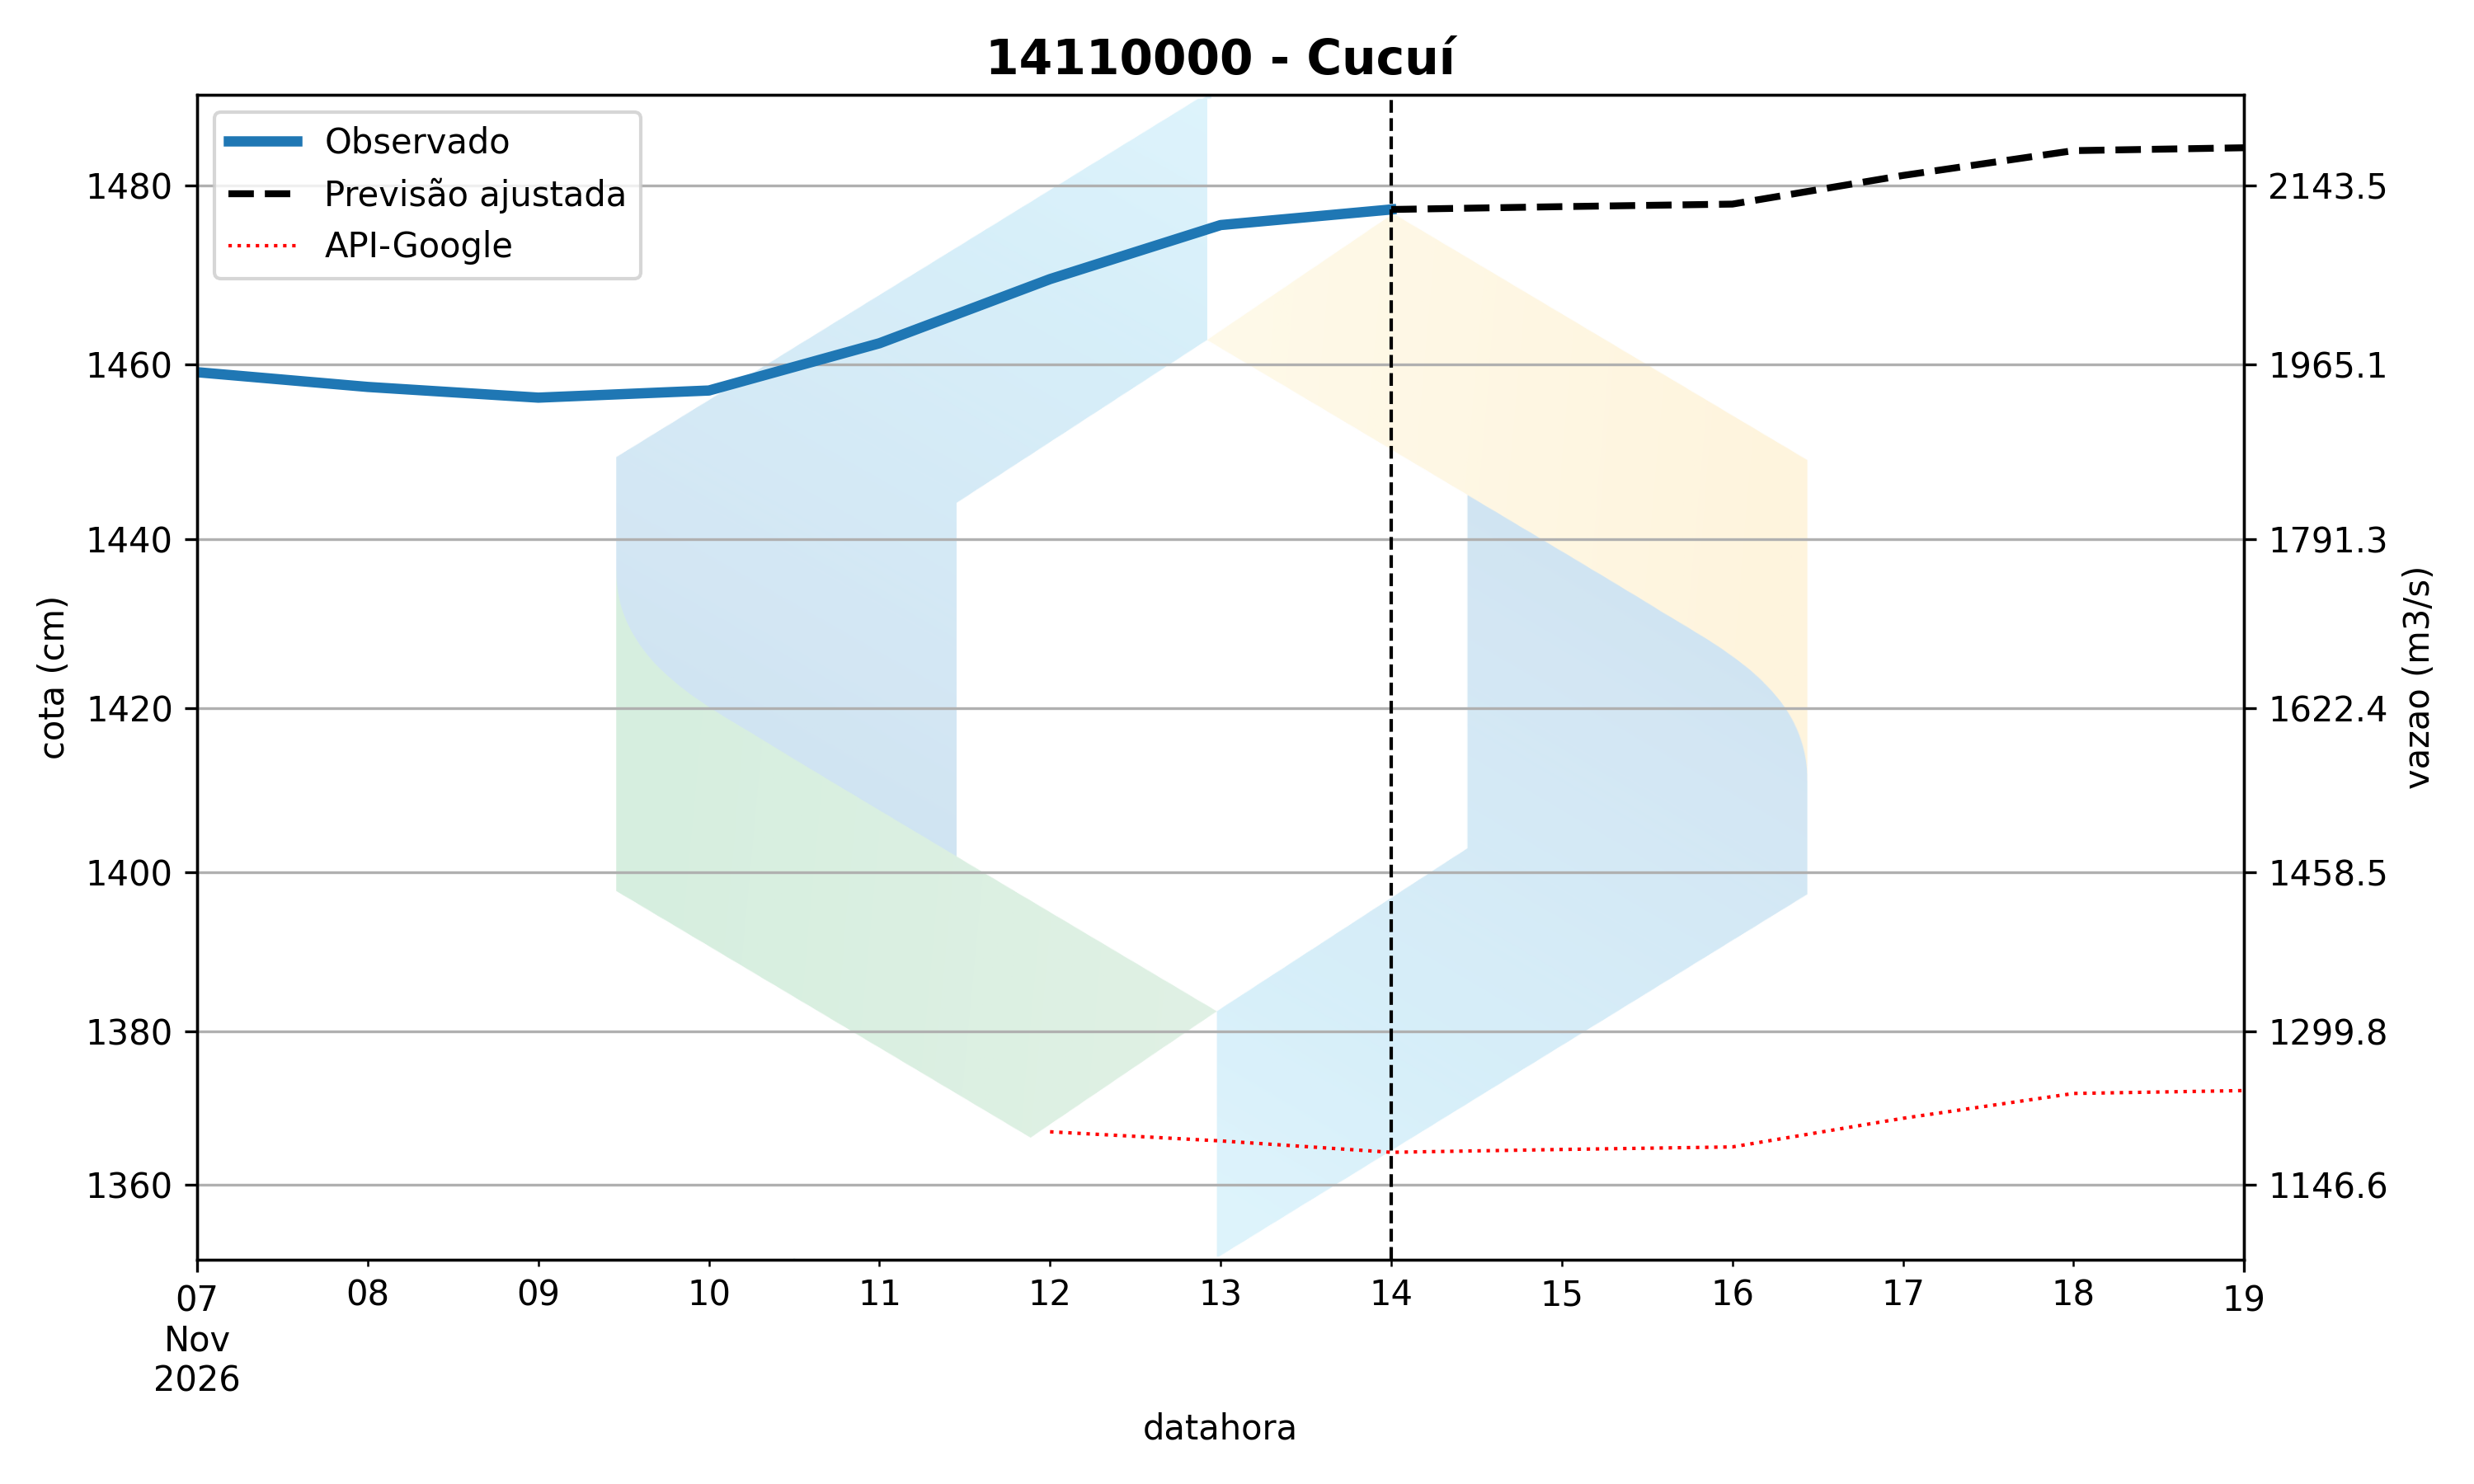 14110000 - Cucuí
Observado
Previsão ajustada
API-Google
1480
1460
1440
1420
1400
1380
1360
cota (cm)
2143.5
1965.1
1791.3
1622.4
1458.5
1299.8
1146.6
vazao (m3/s)
07 08 09 10 11 12 13 14 15 16 17 18 19
Nov
2026
datahora